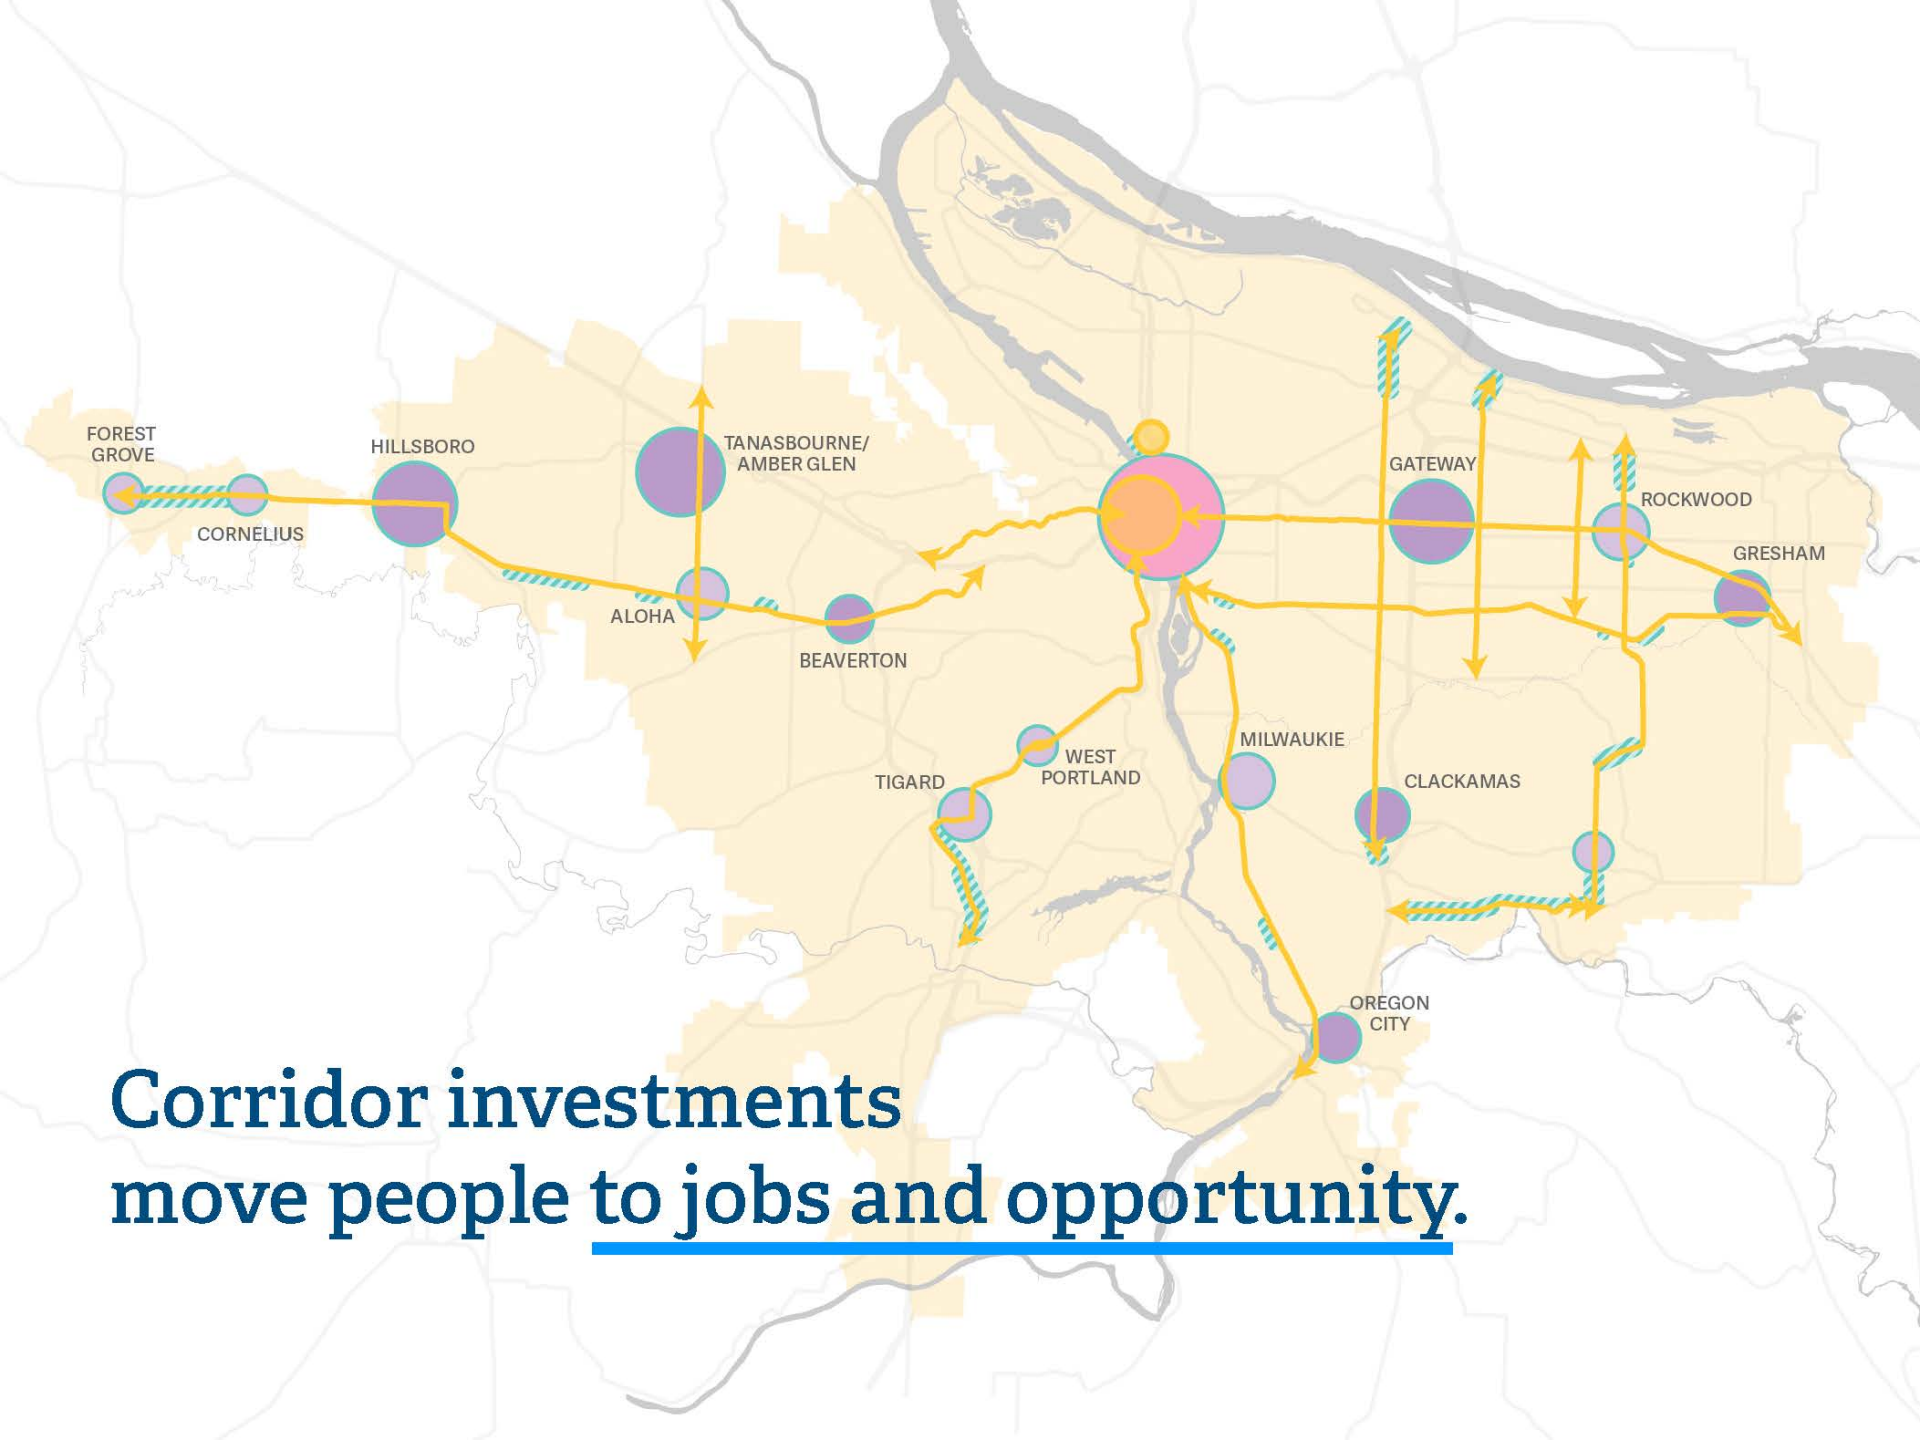 FOREST
GROVE
HILLSBORO
TANASBOURNE/
AMBER GLEN
GATEWAY
ROCKWOOD
CORNELIUS
GRESHAM
ALOHA
BEAVERTON
MILWAUKIE
WEST
PORTLAND
TIGARD
CLACKAMAS
OREGON
CITY
Corridor investments
move people to jobs and opportunity.